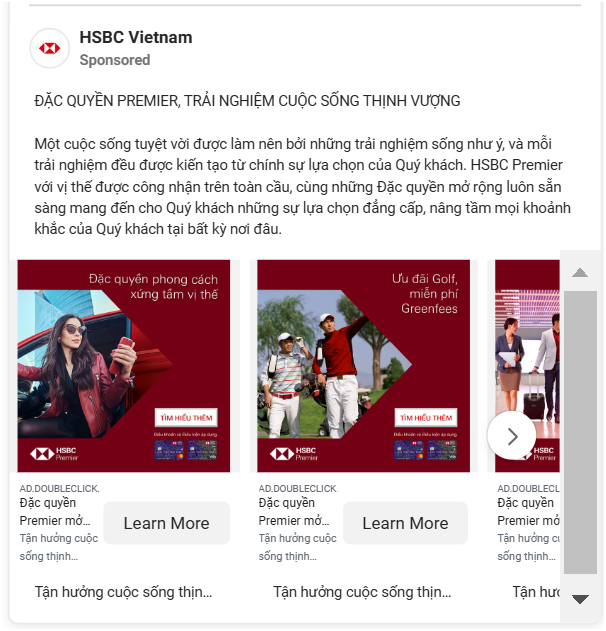 HSBC Vietnam
Sponsored
ĐẶC QUYỀN PREMIER, TRẢI NGHIỆM CUỘC SỐNG THỊNH VƯỢNG
Một cuộc sống tuyệt vời được làm nên bởi những trải nghiệm sống như ý, và mỗi
trải nghiệm đều được kiến tạo từ chính sự lựa chọn của Quý khách. HSBC Premier
với vị thế được công nhận trên toàn cầu, cùng những Đặc quyền mở rộng luôn sẵn
sàng mang đến cho Quý khách những sự lựa chọn đẳng cấp, nâng tầm mọi khoảnh
khắc của Quý khách tại bất kỳ nơi đâu.
Đặc quyền phong cách
xứng tầm vị thế
TÌM HIỂU THÊM
Điều khoản và Điều kiện áp dụng.
HSBC
Premier
Ưu đãi Golf,
miễn phí
Greenfees
TÌM HIỂU THÊM
Điều khoản và Điều kiện áp dụng.
HSBC
Premier
HSBC
Premier
AD.DOUBLECLICK.
Đặc quyền
Premier mở...
Tận hưởng cuộc
sống thịnh...
Learn More
Tận hưởng cuộc sống thịn...
AD.DOUBLECLICK.
Đặc quyền
Premier mở...
Tận hưởng cuộc
sống thịnh...
Learn More
Tận hưởng cuộc sống thịn...
AD.DOUBLECL
Đặc quyền
Premier mở
Tận hưởng
sống thịnh...
Tận